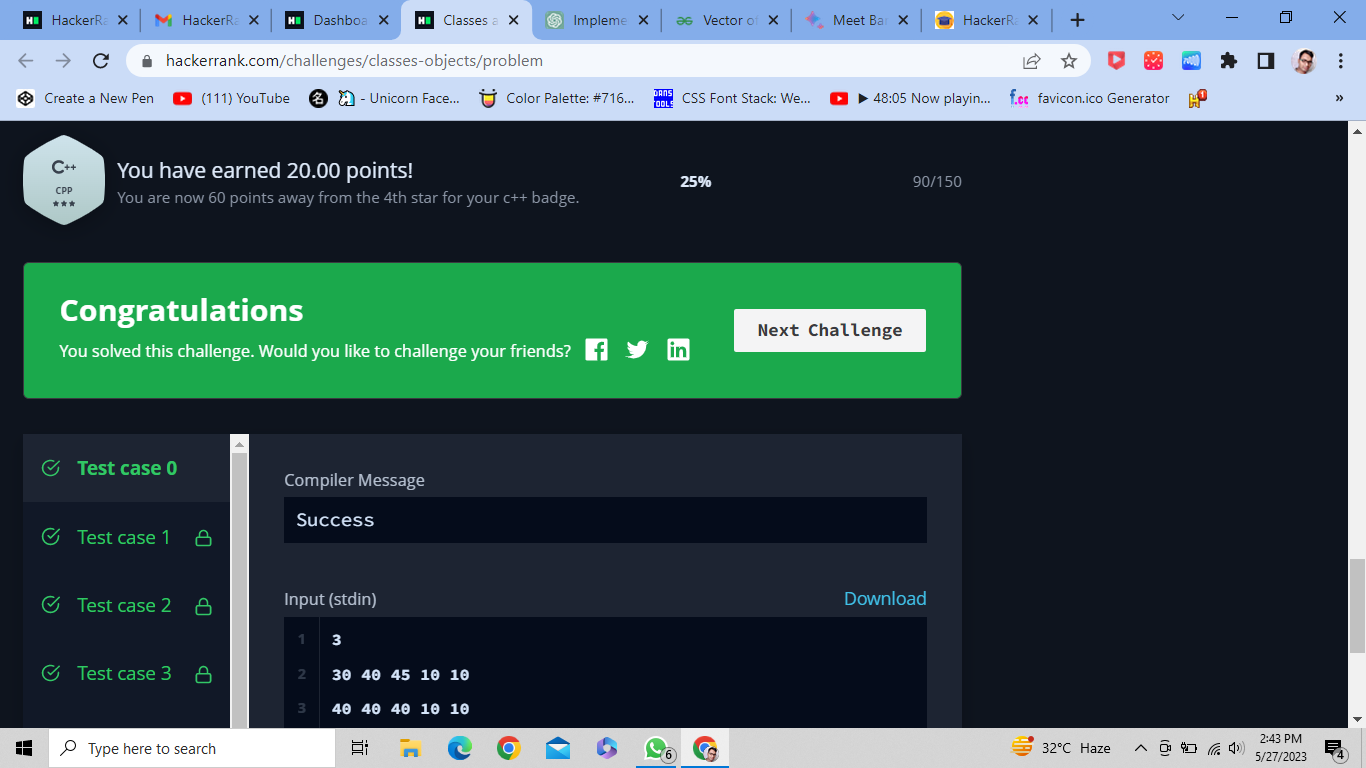 HackerRa
HackerRa
Dashboa
Classes a
Impleme
Vector of
Meet Bar
HackerRa
hackerrank.com/challenges/classes-objects/problem
Create a New Pen
(111) YouTube
- Unicorn Face...
Color Palette: #716...
DANS TOOLS
CSS Font Stack: We...
▶ 48:05 Now playin...
f.cc
favicon.ico Generator
»
C++
CPP
You have earned 20.00 points!
You are now 60 points away from the 4th star for your c++ badge.
25%
90/150
Congratulations
You solved this challenge. Would you like to challenge your friends?
Next Challenge
Test case 0
Test case 1
Test case 2
Test case 3
Compiler Message
Success
Input (stdin)
Download
1 3
2 30 40 45 10 10
3 40 40 40 10 10
Type here to search
6
32°C Haze
2:43 PM
5/27/2023
4